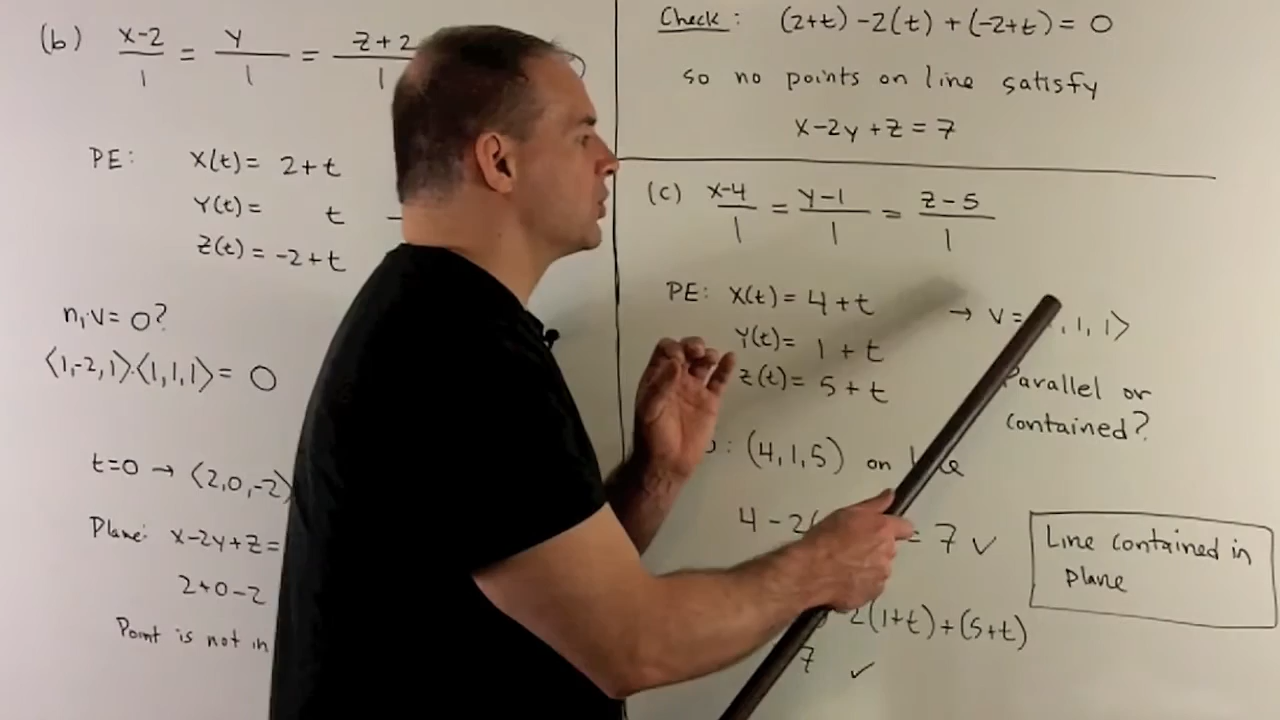 (b) x-2/1 = y/1 = z+2/1
PE: x(t) = 2+t
y(t) = t
z(t) = -2+t
n·v = 0?
⟨1,-2,1⟩·⟨1,1,1⟩ = 0
t=0 → ⟨2,0,-2⟩
Plane: x-2y+z=
2+0-2
Point is not in
Check: (2+t) -2(t) + (-2+t) = 0
so no points on line satisfy
x-2y+z = 7
(c) x-4/1 = y-1/1 = z-5/1
PE: x(t) = 4+t
y(t) = 1+t
z(t) = 5+t
→ v = , 1, 1⟩
Parallel or
contained?
: (4,1,5) on
4-2( = 7 ✓
2(1+t)+(5+t)
7 ✓
Line contained in
plane